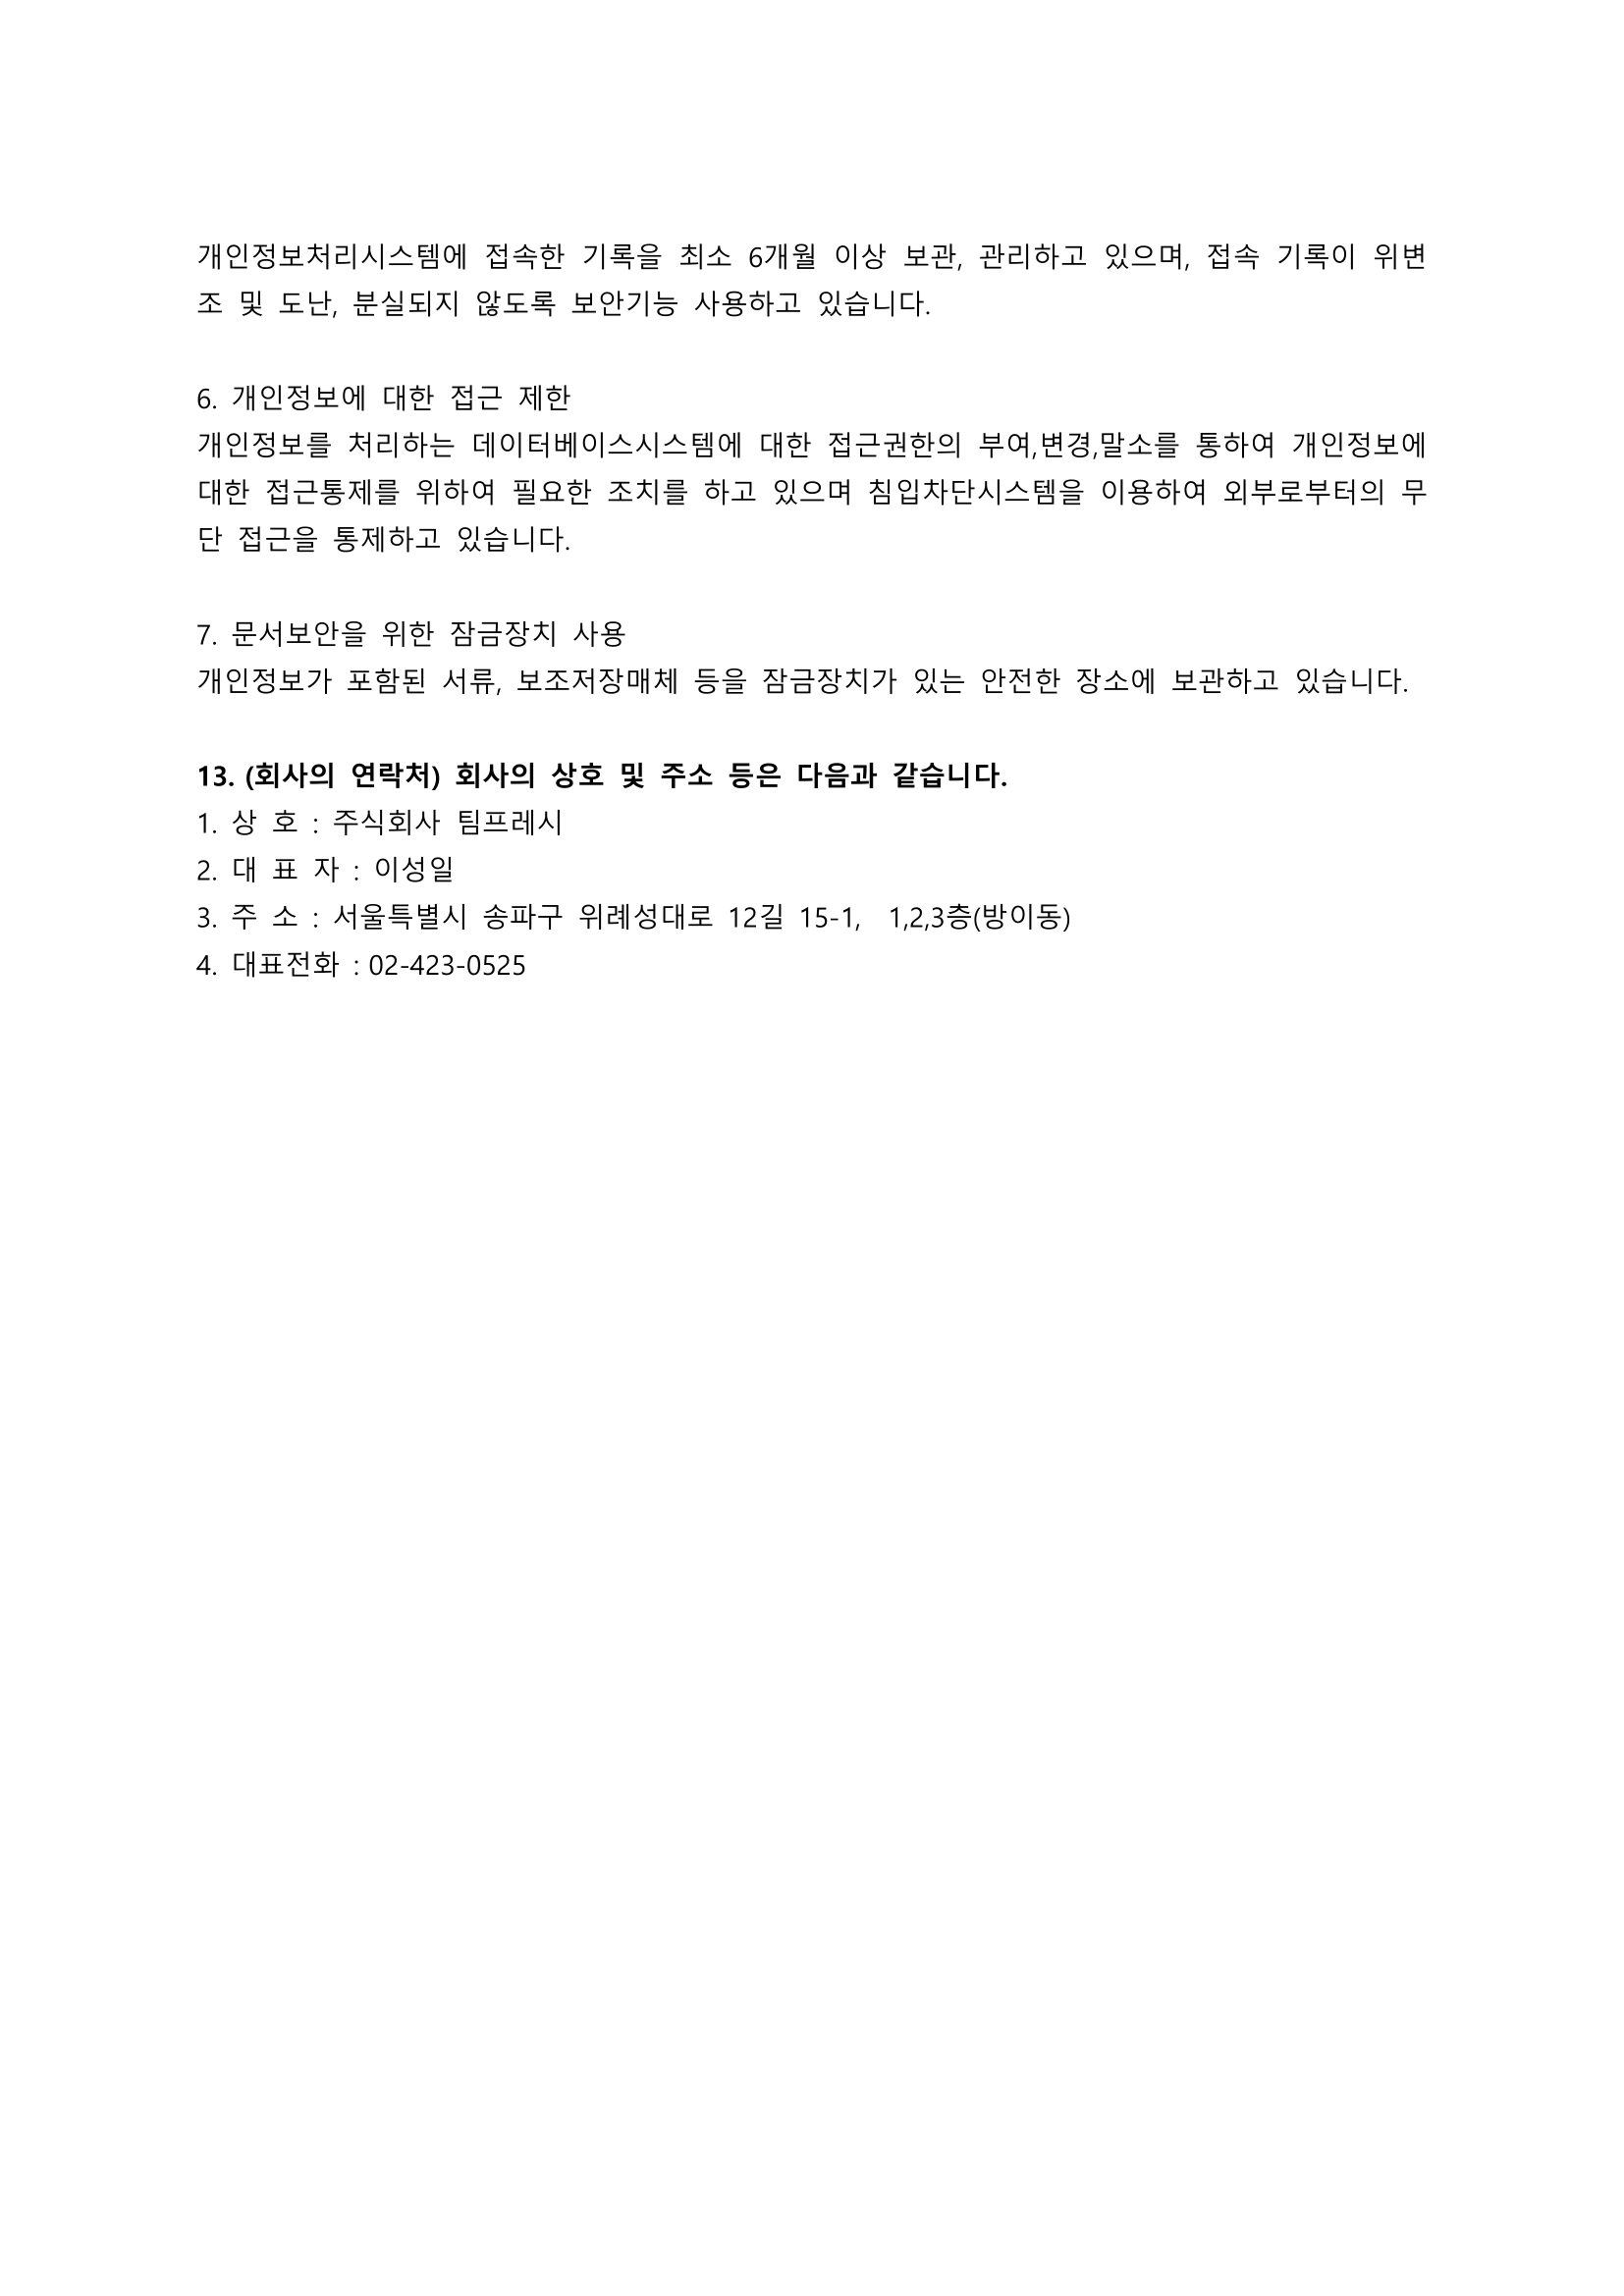 개인정보처리시스템에 접속한 기록을 최소 6개월 이상 보관, 관리하고 있으며, 접속 기록이 위변
조 및 도난, 분실되지 않도록 보안기능 사용하고 있습니다.
6. 개인정보에 대한 접근 제한
개인정보를 처리하는 데이터베이스시스템에 대한 접근권한의 부여,변경,말소를 통하여 개인정보에
대한 접근통제를 위하여 필요한 조치를 하고 있으며 침입차단시스템을 이용하여 외부로부터의 무
단 접근을 통제하고 있습니다.
7. 문서보안을 위한 잠금장치 사용
개인정보가 포함된 서류, 보조저장매체 등을 잠금장치가 있는 안전한 장소에 보관하고 있습니다.
13. (회사의 연락처) 회사의 상호 및 주소 등은 다음과 같습니다.
1. 상 호 : 주식회사 팀프레시
2. 대 표 자 : 이성일
3. 주 소 : 서울특별시 송파구 위례성대로 12길 15-1, 1,2,3층(방이동)
4. 대표전화 : 02-423-0525